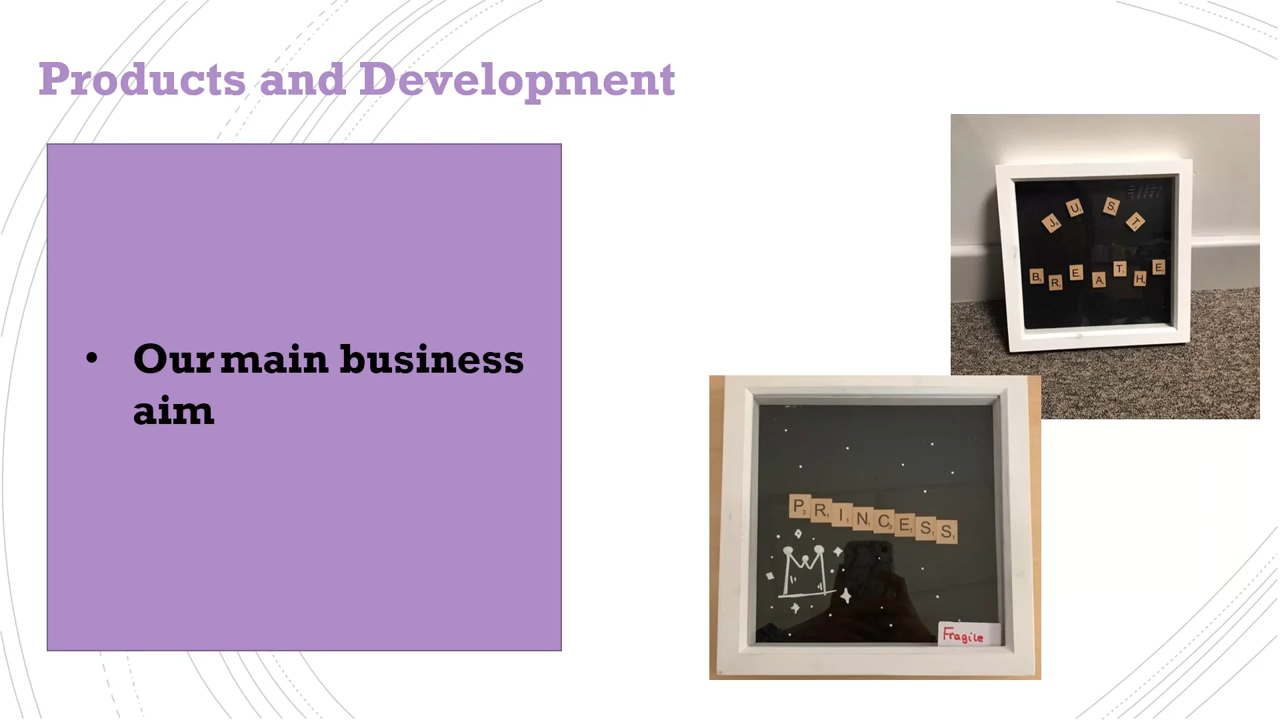 Products and Development
• Our main business
aim
JUST
BREATHE
PRINCESS
Fragile